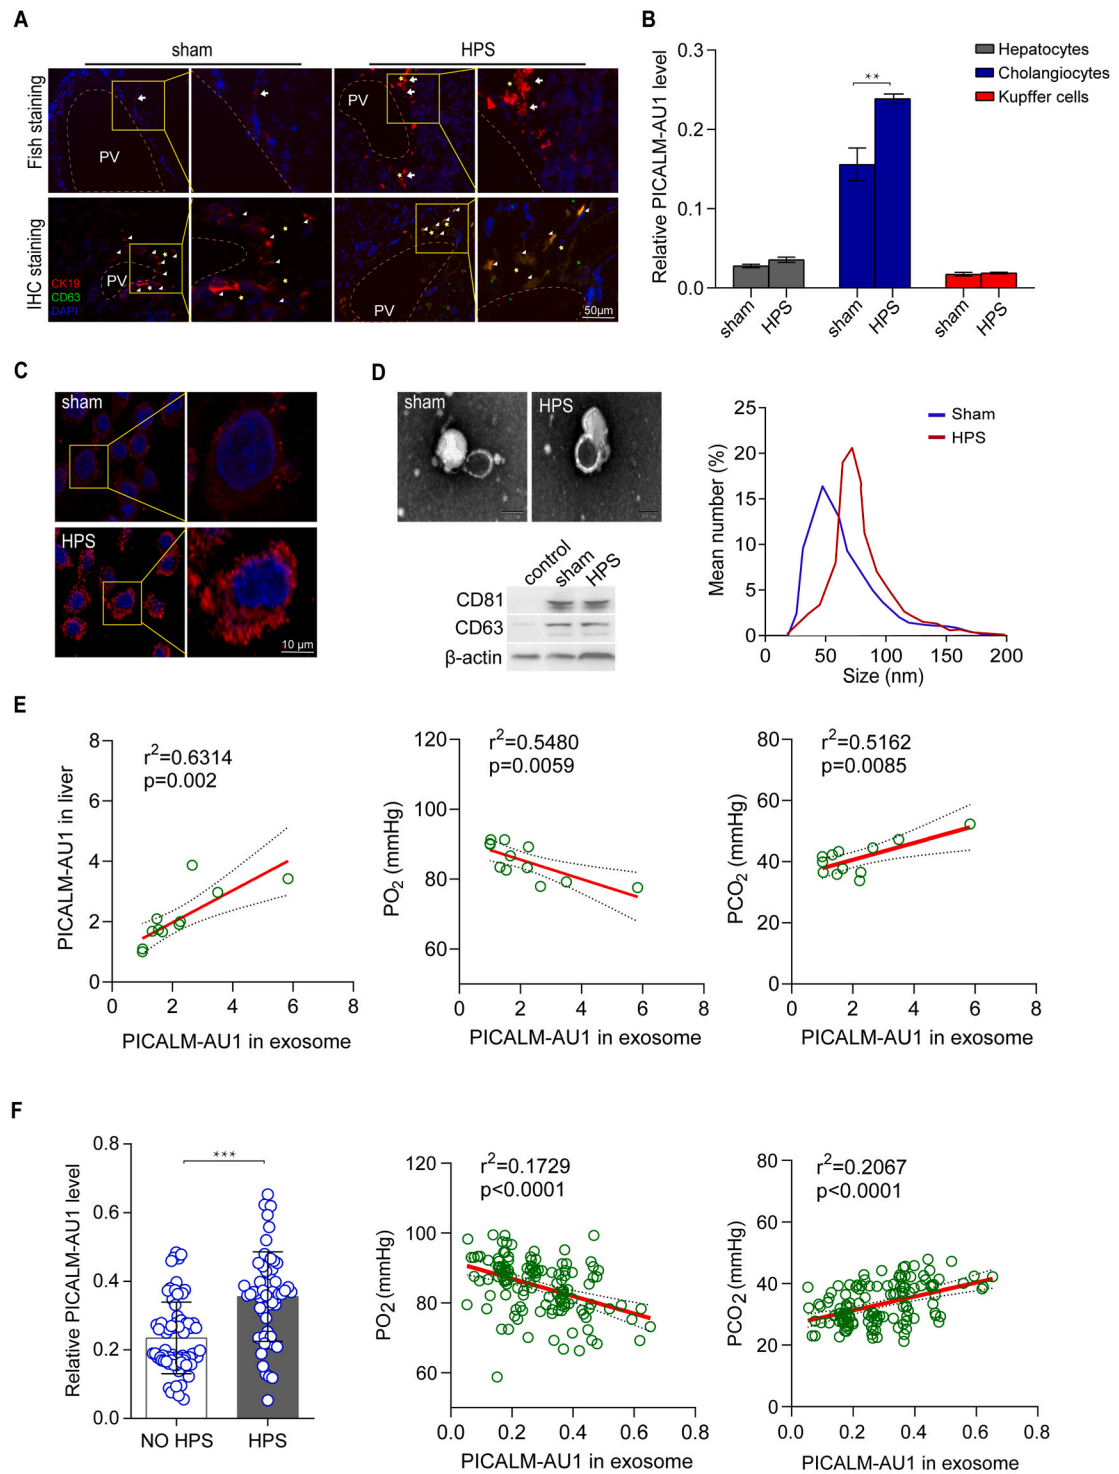 A
sham
HPS
Fish staining
PV
PV
IHC staining
PV
CK19
CD63
DAPI
PV
50μm
B
Relative PICALM-AU1 level
0.3
0.2
0.1
0.0
**
Hepatocytes
Cholangiocytes
Kupffer cells
sham
HPS
sham
HPS
sham
HPS
C
sham
HPS
10 μm
D
sham
HPS
control
sham
HPS
CD81
CD63
β-actin
Mean number (%)
25
20
15
10
5
0
Sham
HPS
0 50 100 150 200
Size (nm)
E
PICALM-AU1 in liver
8
6
4
2
0
r²=0.6314
p=0.002
0 2 4 6 8
PICALM-AU1 in exosome
PO₂ (mmHg)
120
100
80
60
r²=0.5480
p=0.0059
0 2 4 6 8
PICALM-AU1 in exosome
PCO₂ (mmHg)
80
60
40
20
0
r²=0.5162
p=0.0085
0 2 4 6 8
PICALM-AU1 in exosome
F
Relative PICALM-AU1 level
0.8
0.6
0.4
0.2
0.0
***
NO HPS
HPS
PO₂ (mmHg)
120
100
80
60
r²=0.1729
p<0.0001
0.0 0.2 0.4 0.6 0.8
PICALM-AU1 in exosome
PCO₂ (mmHg)
80
60
40
20
0
r²=0.2067
p<0.0001
0.0 0.2 0.4 0.6 0.8
PICALM-AU1 in exosome